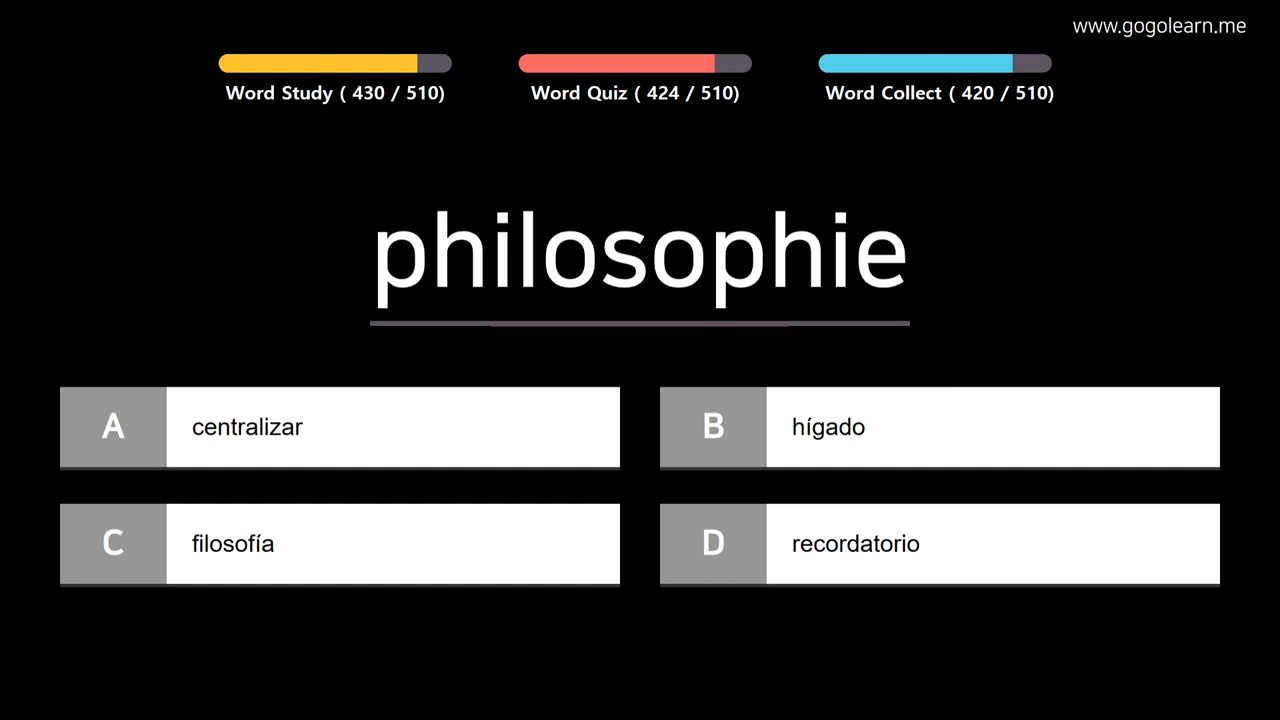 www.gogolearn.me
Word Study ( 430 / 510)
Word Quiz ( 424 / 510)
Word Collect ( 420 / 510)
philosophie
A centralizar
B hígado
C filosofía
D recordatorio